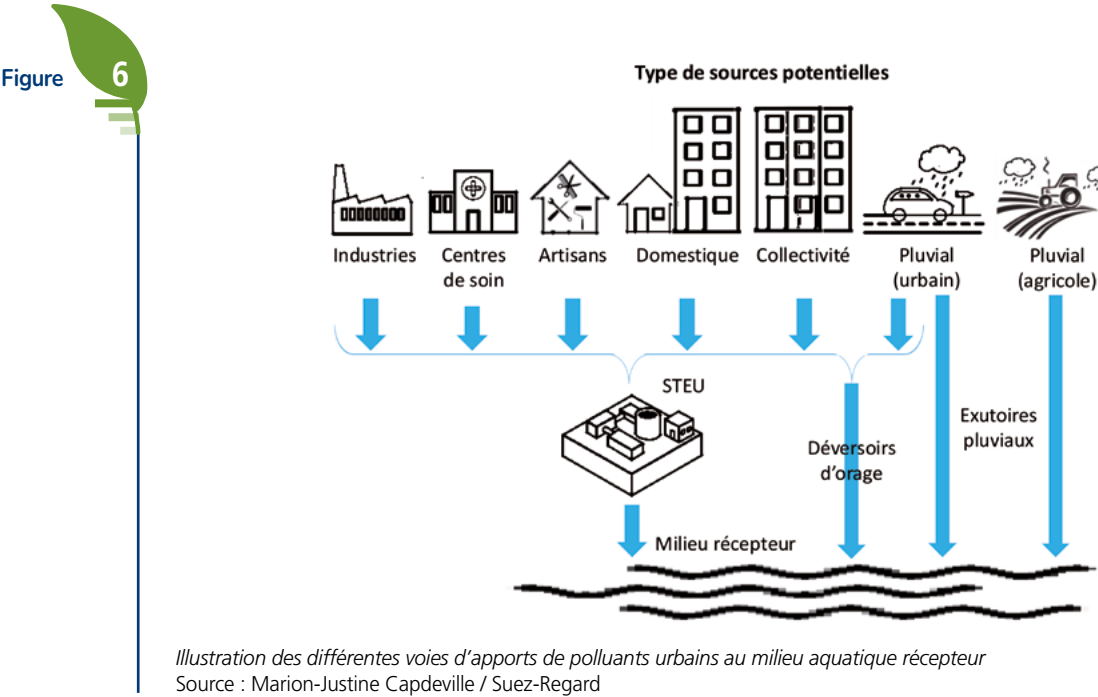 Figure 6
Type de sources potentielles
Industries
Centres
de soin
Artisans
Domestique
Collectivité
Pluvial
(urbain)
Pluvial
(agricole)
STEU
Exutoires
pluviaux
Déversoirs
d'orage
Milieu récepteur
Illustration des différentes voies d'apports de polluants urbains au milieu aquatique récepteur
Source : Marion-Justine Capdeville / Suez-Regard